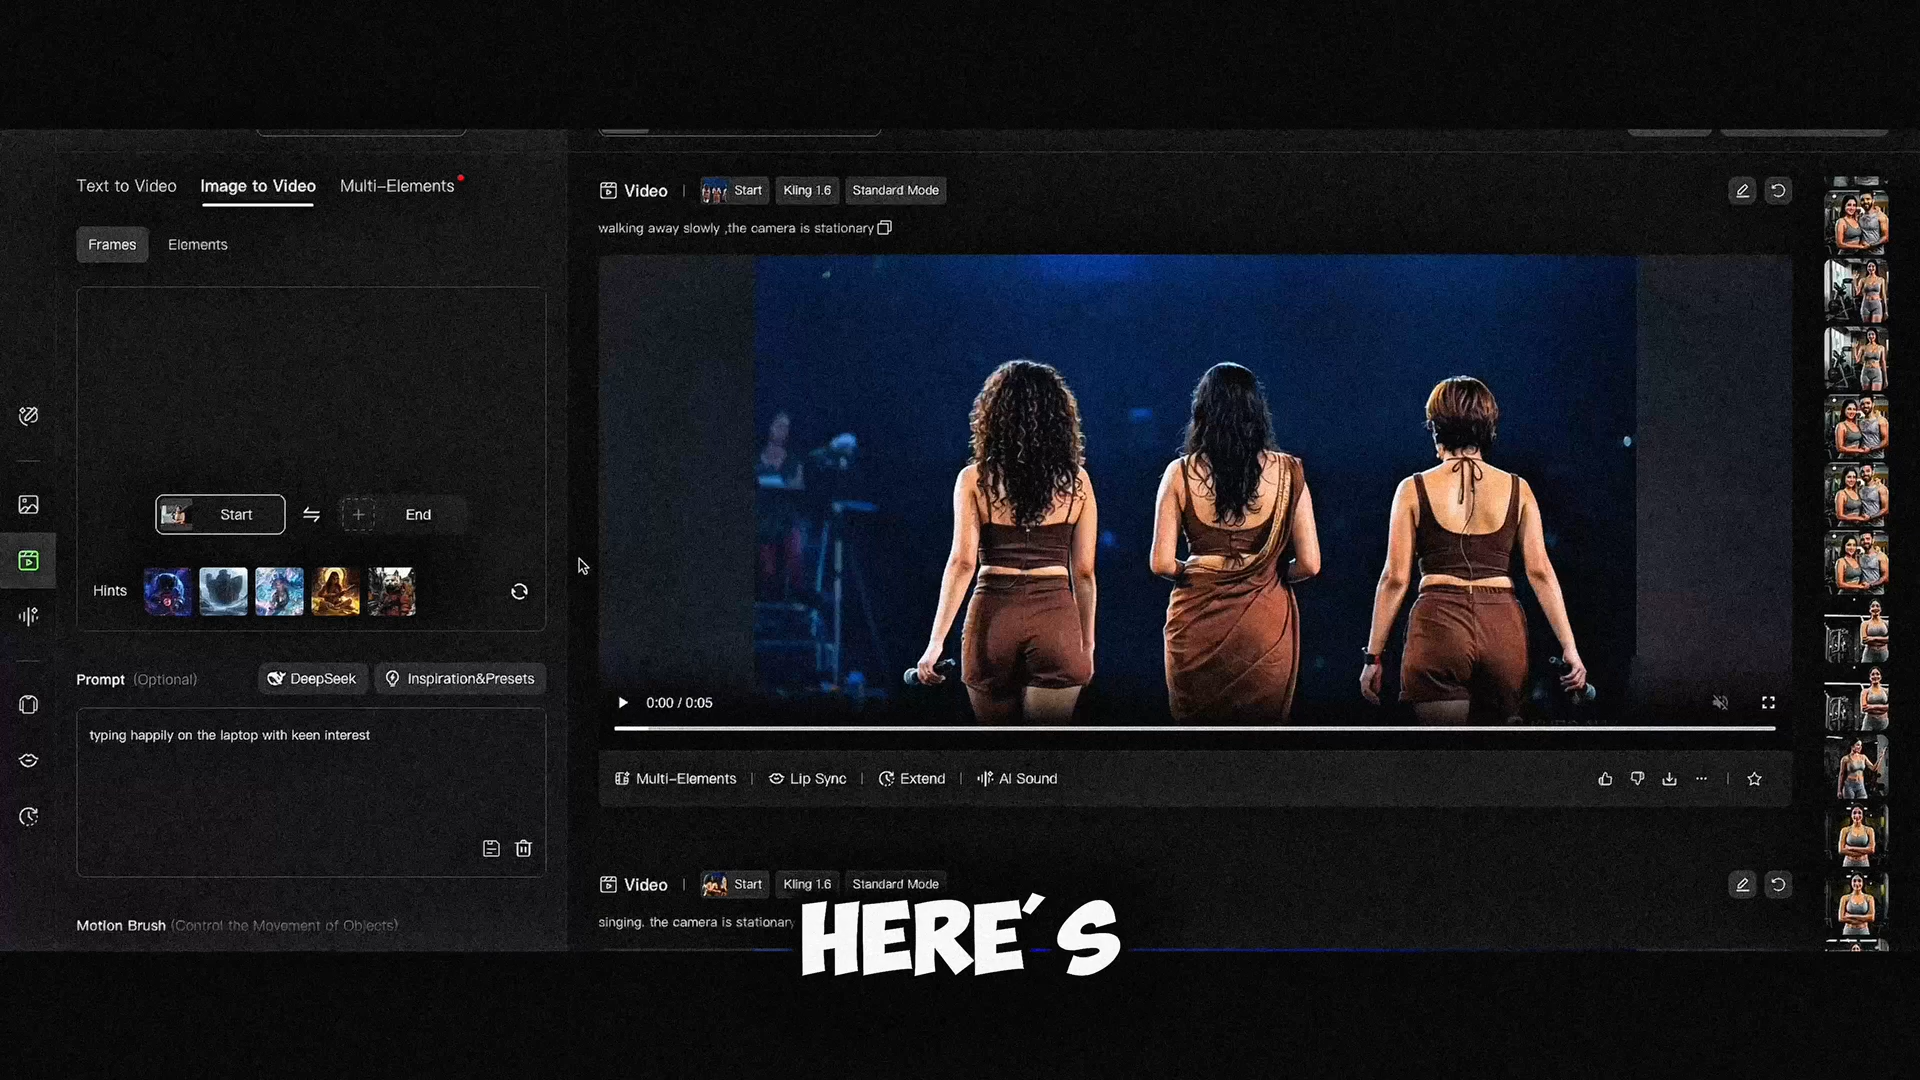 Text to Video
Image to Video
Multi-Elements
Frames
Elements
Start
End
Hints
Prompt (Optional)
DeepSeek
Inspiration&Presets
typing happily on the laptop with keen interest
Motion Brush (Control the Movement of Objects)
Video | Start Kling 1.6 Standard Mode
walking away slowly ,the camera is stationary
0:00 / 0:05
Multi-Elements | Lip Sync | Extend | AI Sound
Video | Start Kling 1.6 Standard Mode
singing. the camera is stationary
HERE'S